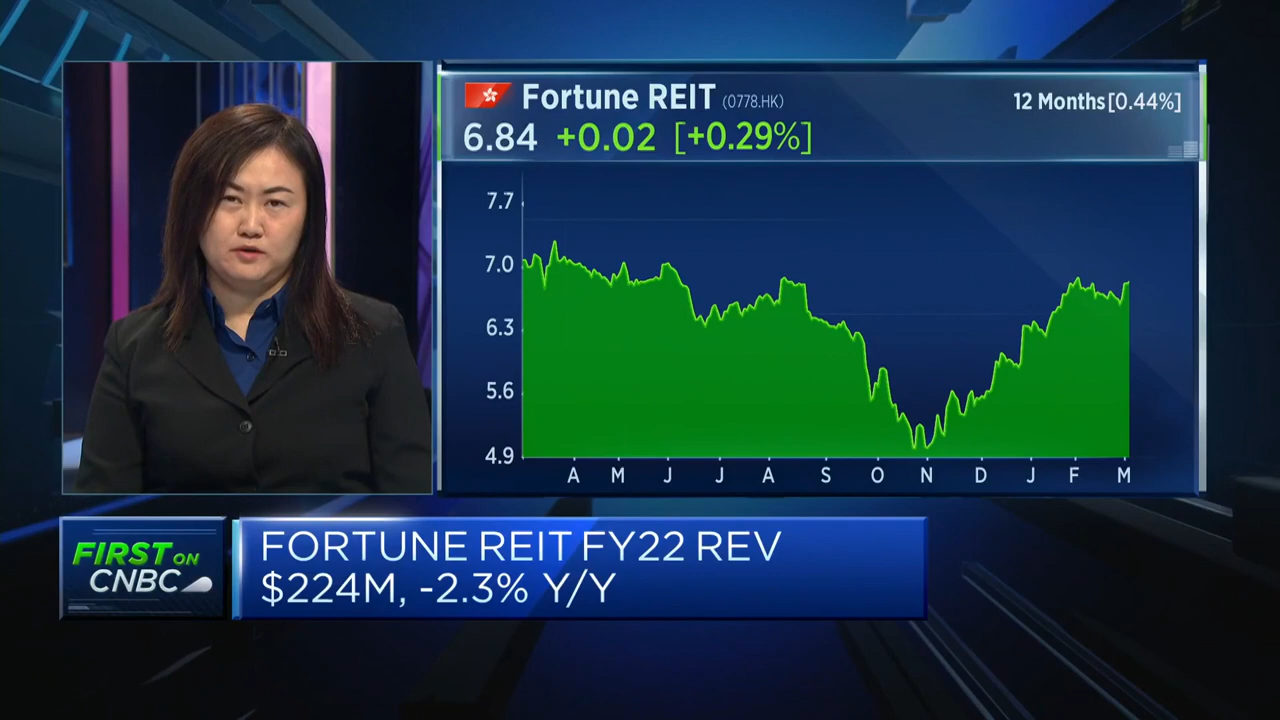 Fortune REIT (0778.HK)
12 Months[0.44%]
6.84 +0.02 [+0.29%]
7.7
7.0
6.3
5.6
4.9
A M J J A S O N D J F M
FIRST ON
CNBC
FORTUNE REIT FY22 REV
$224M, -2.3% Y/Y